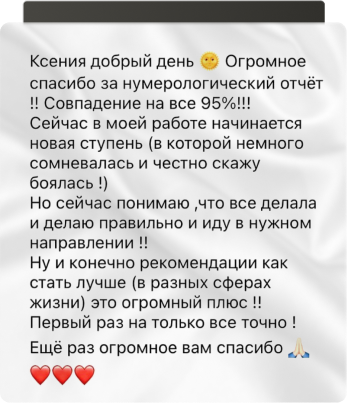 Ксения добрый день 🌝 Огромное
спасибо за нумерологический отчёт
!! Совпадение на все 95%!!!
Сейчас в моей работе начинается
новая ступень (в которой немного
сомневалась и честно скажу
боялась !)
Но сейчас понимаю ,что все делала
и делаю правильно и иду в нужном
направлении !!
Ну и конечно рекомендации как
стать лучше (в разных сферах
жизни) это огромный плюс !!
Первый раз на только все точно !
Ещё раз огромное вам спасибо 🙏🏻
❤️❤️❤️